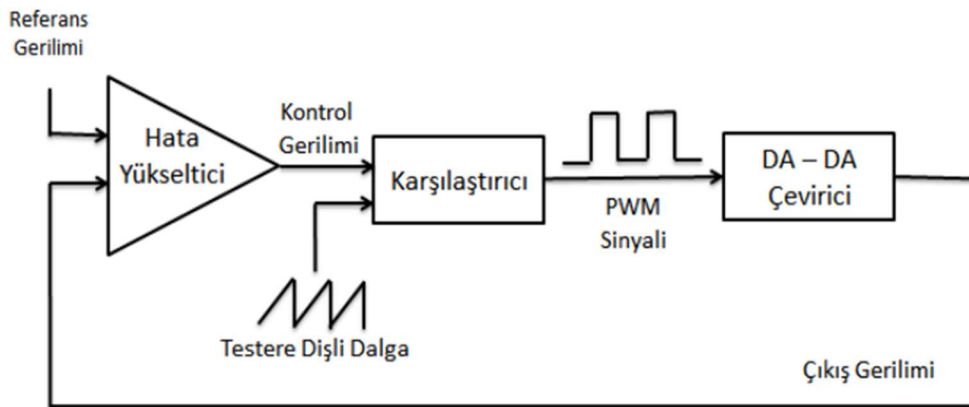 Referans
Gerilimi
Hata
Yükseltici
Kontrol
Gerilimi
Karşılaştırıcı
Testere Dişli Dalga
PWM
Sinyali
DA – DA
Çevirici
Çıkış Gerilimi